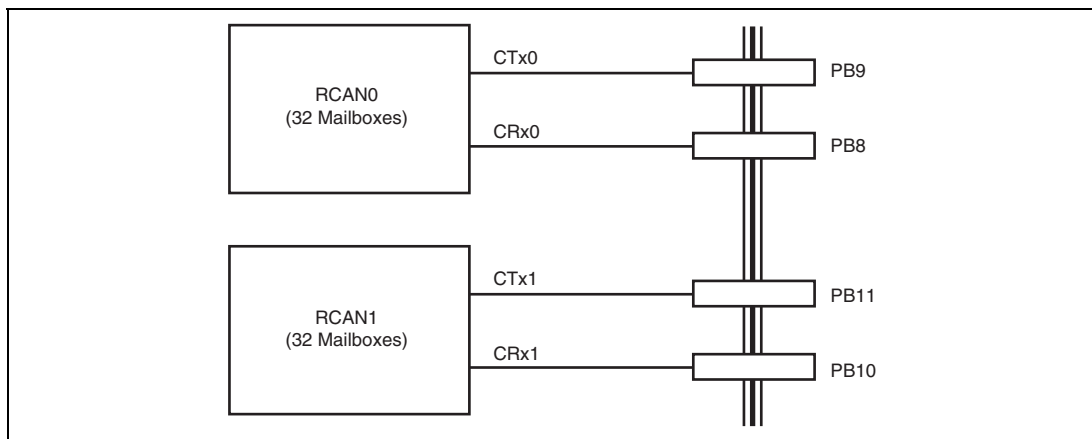 CTx0
PB9
RCAN0
(32 Mailboxes)
CRx0
PB8
CTx1
PB11
RCAN1
(32 Mailboxes)
CRx1
PB10